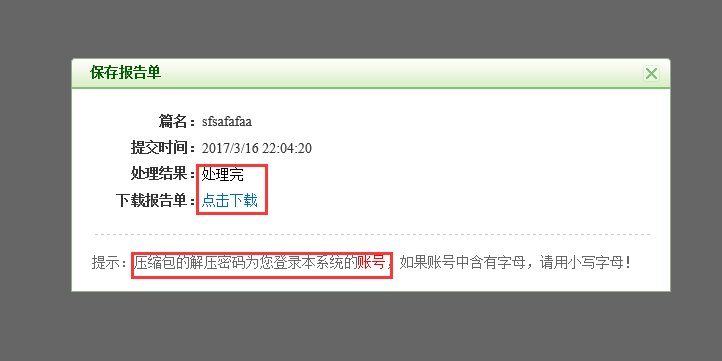 保存报告单
篇名：sfsafafaa
提交时间：2017/3/16 22:04:20
处理结果：处理完
下载报告单：点击下载
提示：压缩包的解压密码为您登录本系统的账号，如果账号中含有字母，请用小写字母！